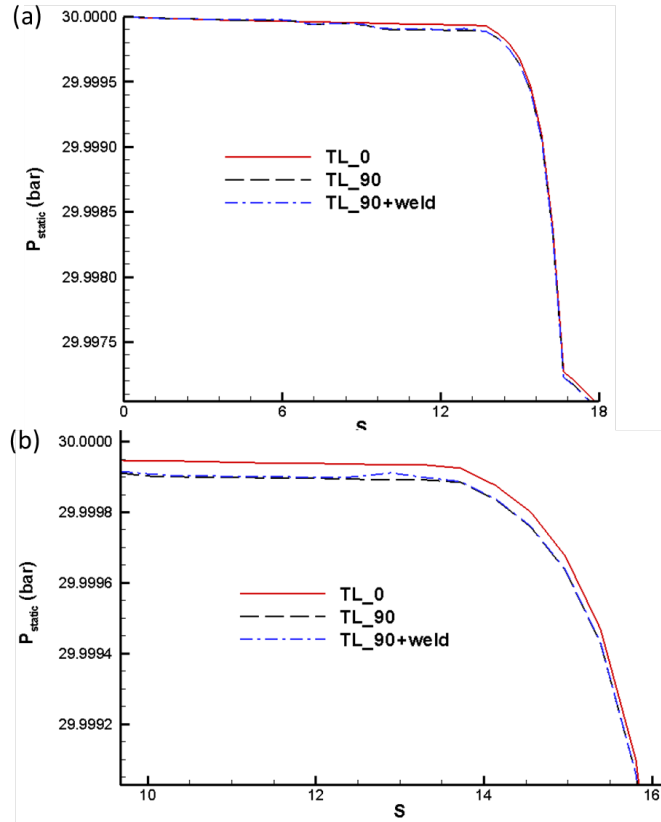 (a)
30.0000
29.9995
29.9990
29.9985
29.9980
29.9975
P static (bar)
TL_0
TL_90
TL_90+weld
0 6 12 18
S
(b)
30.0000
29.9998
29.9996
29.9994
29.9992
P static (bar)
TL_0
TL_90
TL_90+weld
10 12 14 16
S